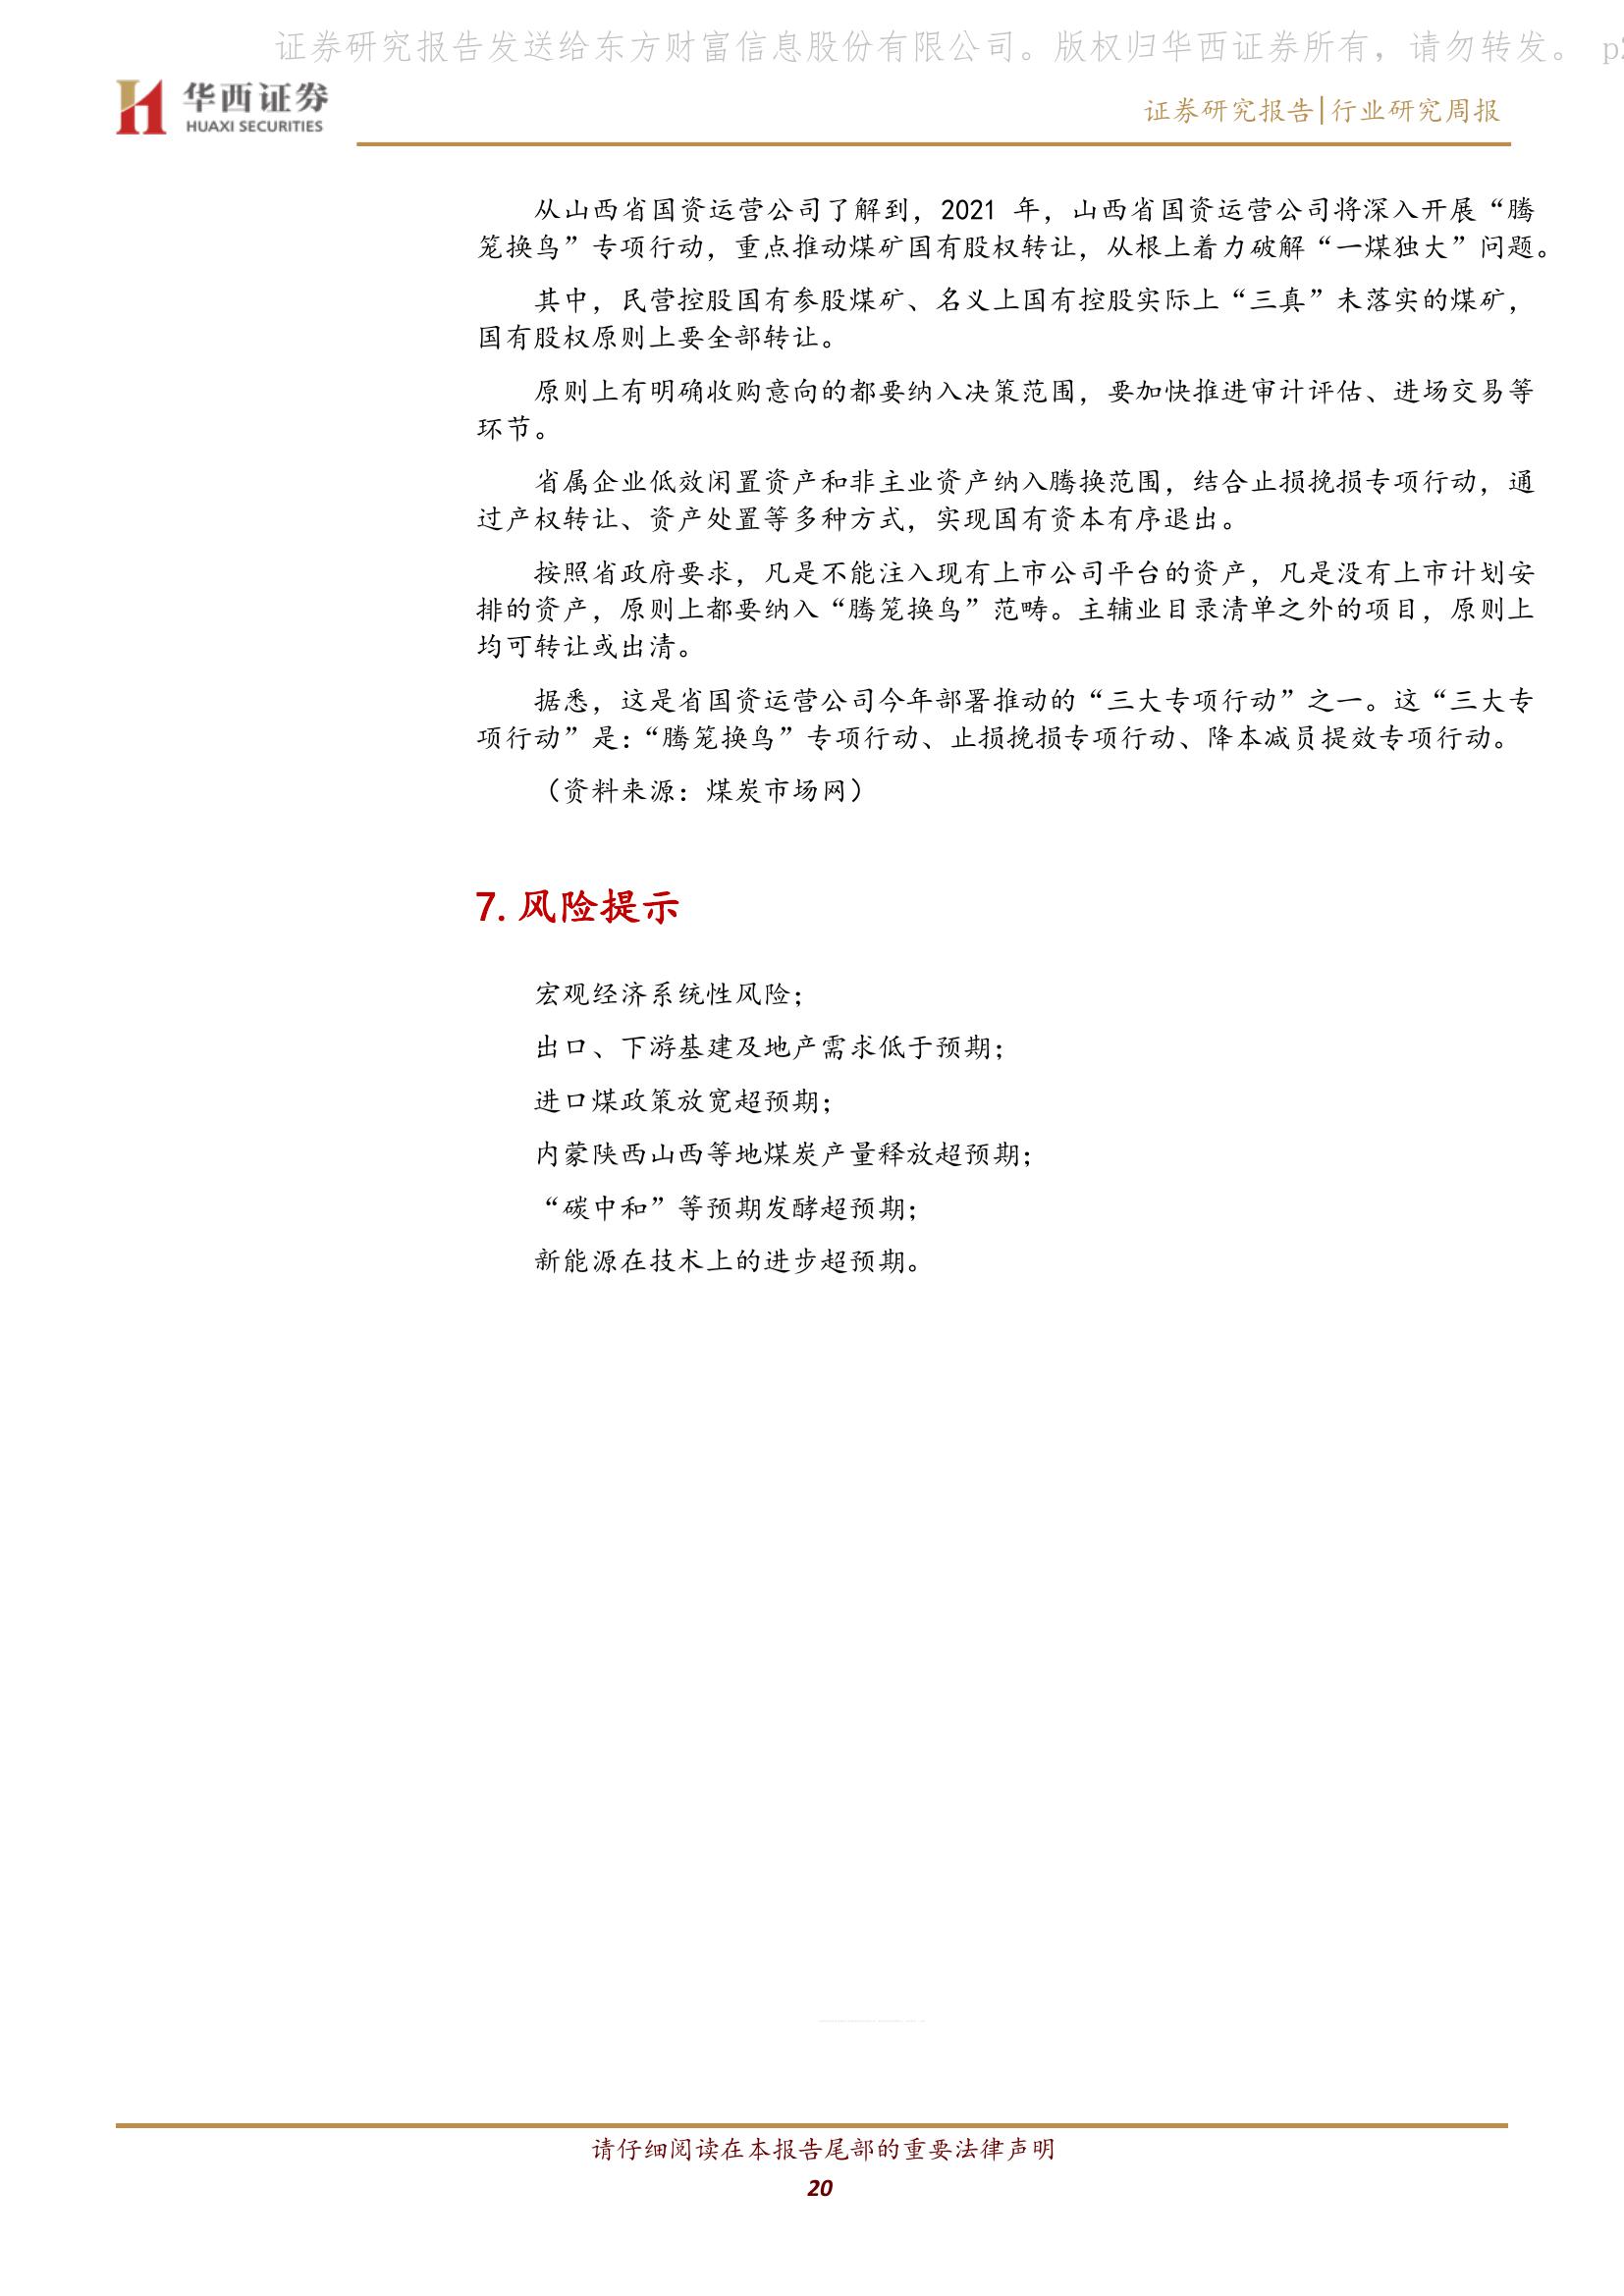 证券研究报告发送给东方财富信息股份有限公司。版权归华西证券所有，请勿转发。 p2
华西证券
HUAXI SECURITIES
证券研究报告|行业研究周报
从山西省国资运营公司了解到，2021 年，山西省国资运营公司将深入开展“腾
笼换鸟”专项行动，重点推动煤矿国有股权转让，从根上着力破解“一煤独大”问题。
其中，民营控股国有参股煤矿、名义上国有控股实际上“三真”未落实的煤矿，
国有股权原则上要全部转让。
原则上有明确收购意向的都要纳入决策范围，要加快推进审计评估、进场交易等
环节。
省属企业低效闲置资产和非主业资产纳入腾换范围，结合止损挽损专项行动，通
过产权转让、资产处置等多种方式，实现国有资本有序退出。
按照省政府要求，凡是不能注入现有上市公司平台的资产，凡是没有上市计划安
排的资产，原则上都要纳入“腾笼换鸟”范畴。主辅业目录清单之外的项目，原则上
均可转让或出清。
据悉，这是省国资运营公司今年部署推动的“三大专项行动”之一。这“三大专
项行动”是：“腾笼换鸟”专项行动、止损挽损专项行动、降本减员提效专项行动。
（资料来源：煤炭市场网）
7. 风险提示
宏观经济系统性风险；
出口、下游基建及地产需求低于预期；
进口煤政策放宽超预期；
内蒙陕西山西等地煤炭产量释放超预期；
“碳中和”等预期发酵超预期；
新能源在技术上的进步超预期。
请仔细阅读在本报告尾部的重要法律声明
20